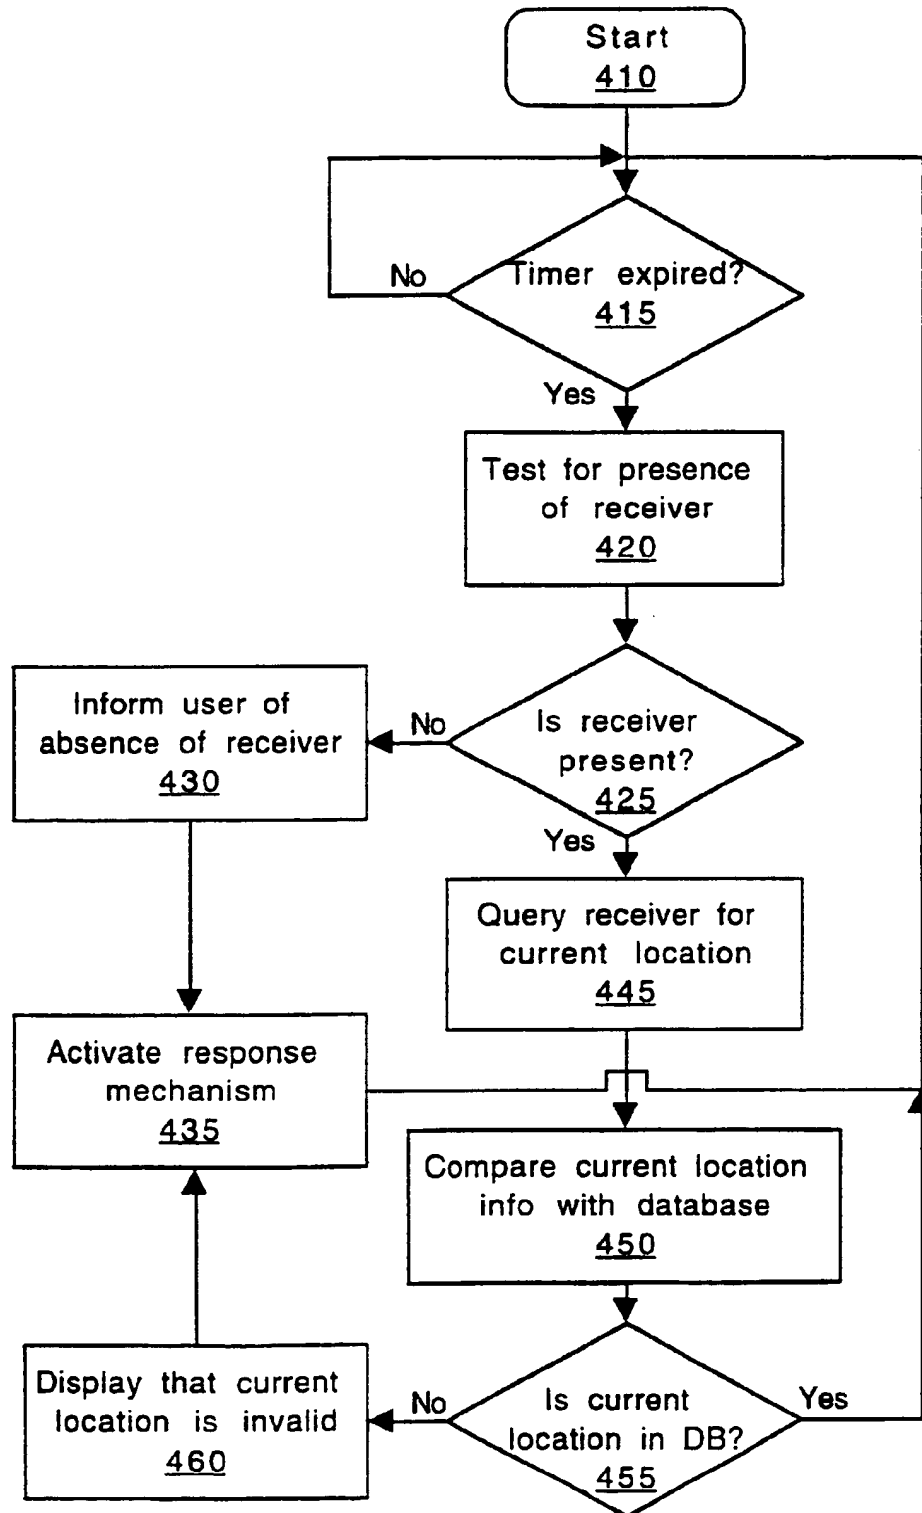 Start
410
No
Timer expired?
415
Yes
Test for presence
of receiver
420
Inform user of
absence of receiver
430
No
Is receiver
present?
425
Yes
Query receiver for
current location
445
Activate response
mechanism
435
Compare current location
info with database
450
Display that current
location is invalid
460
No
Is current
location in DB?
455
Yes